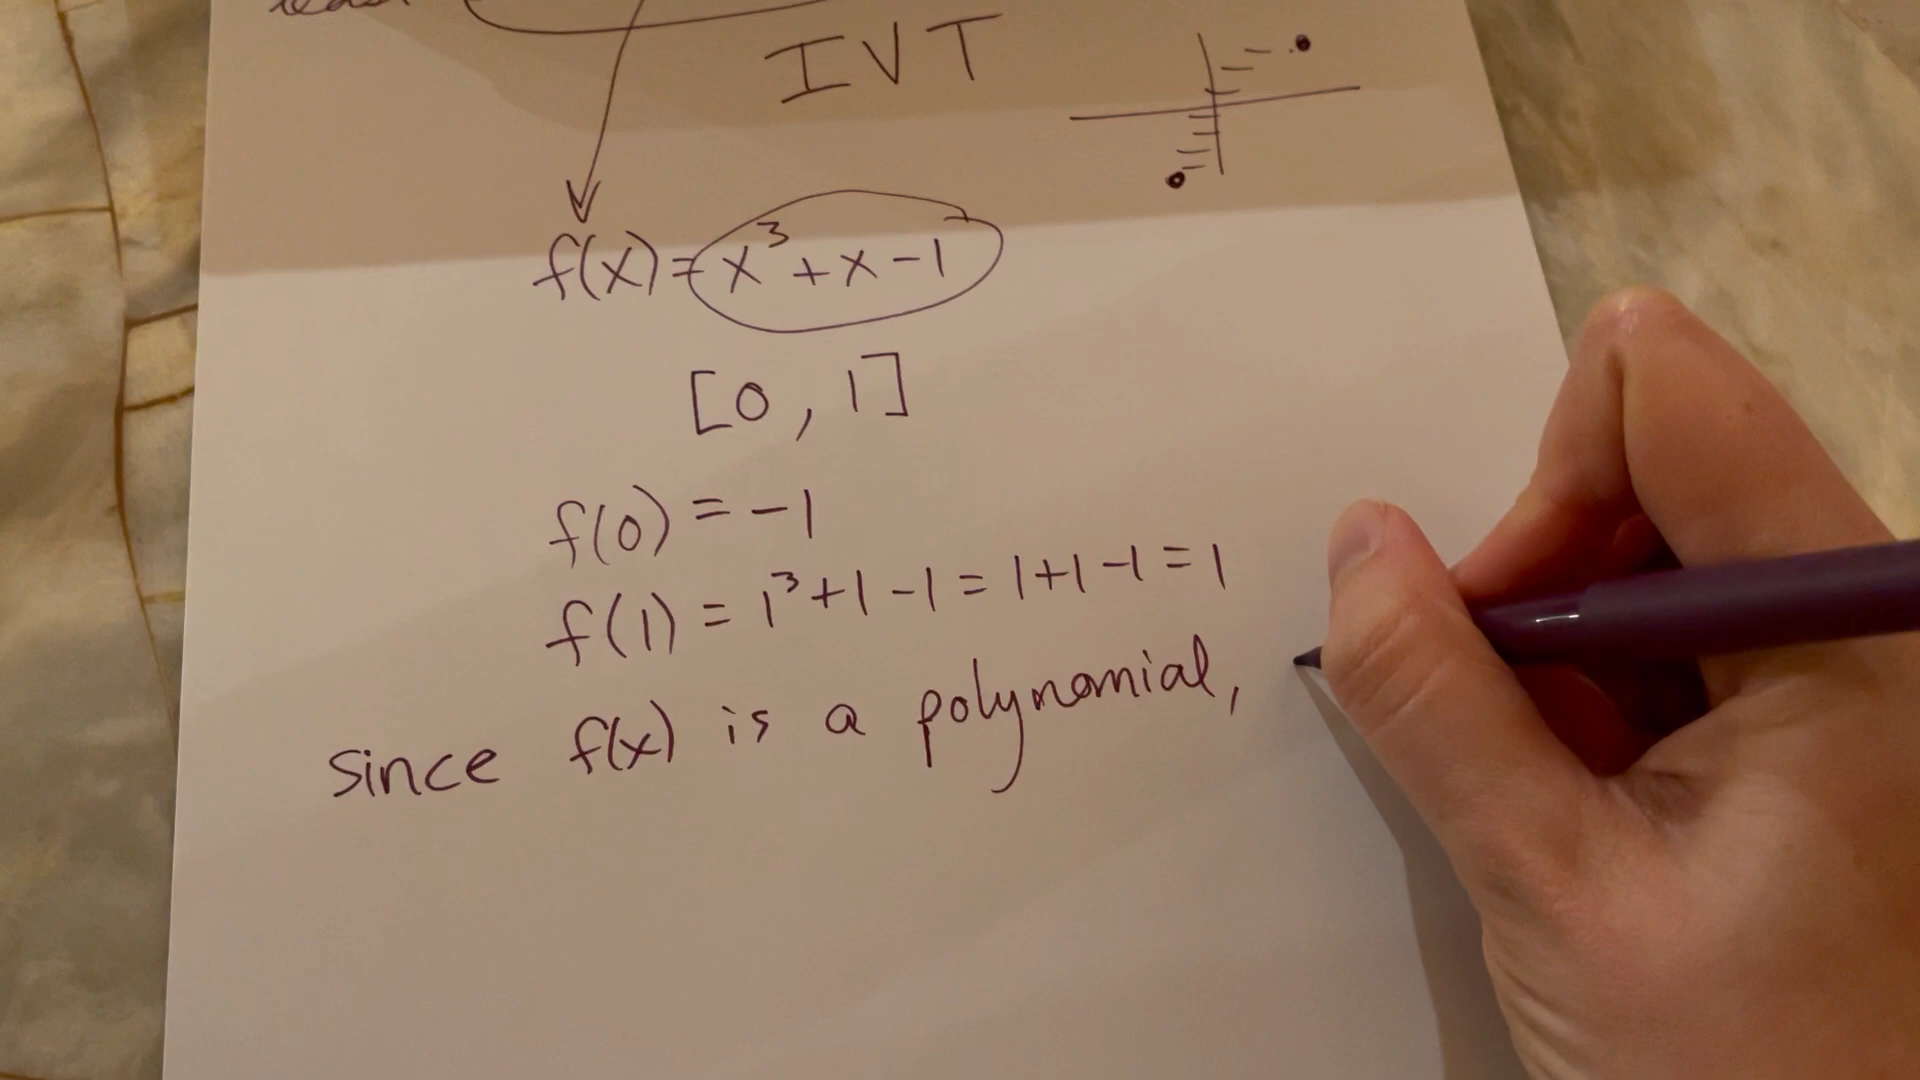 IVT
f(x) = x³ + x - 1
[0, 1]
f(0) = -1
f(1) = 1³ + 1 - 1 = 1 + 1 - 1 = 1
Since f(x) is a polynomial,